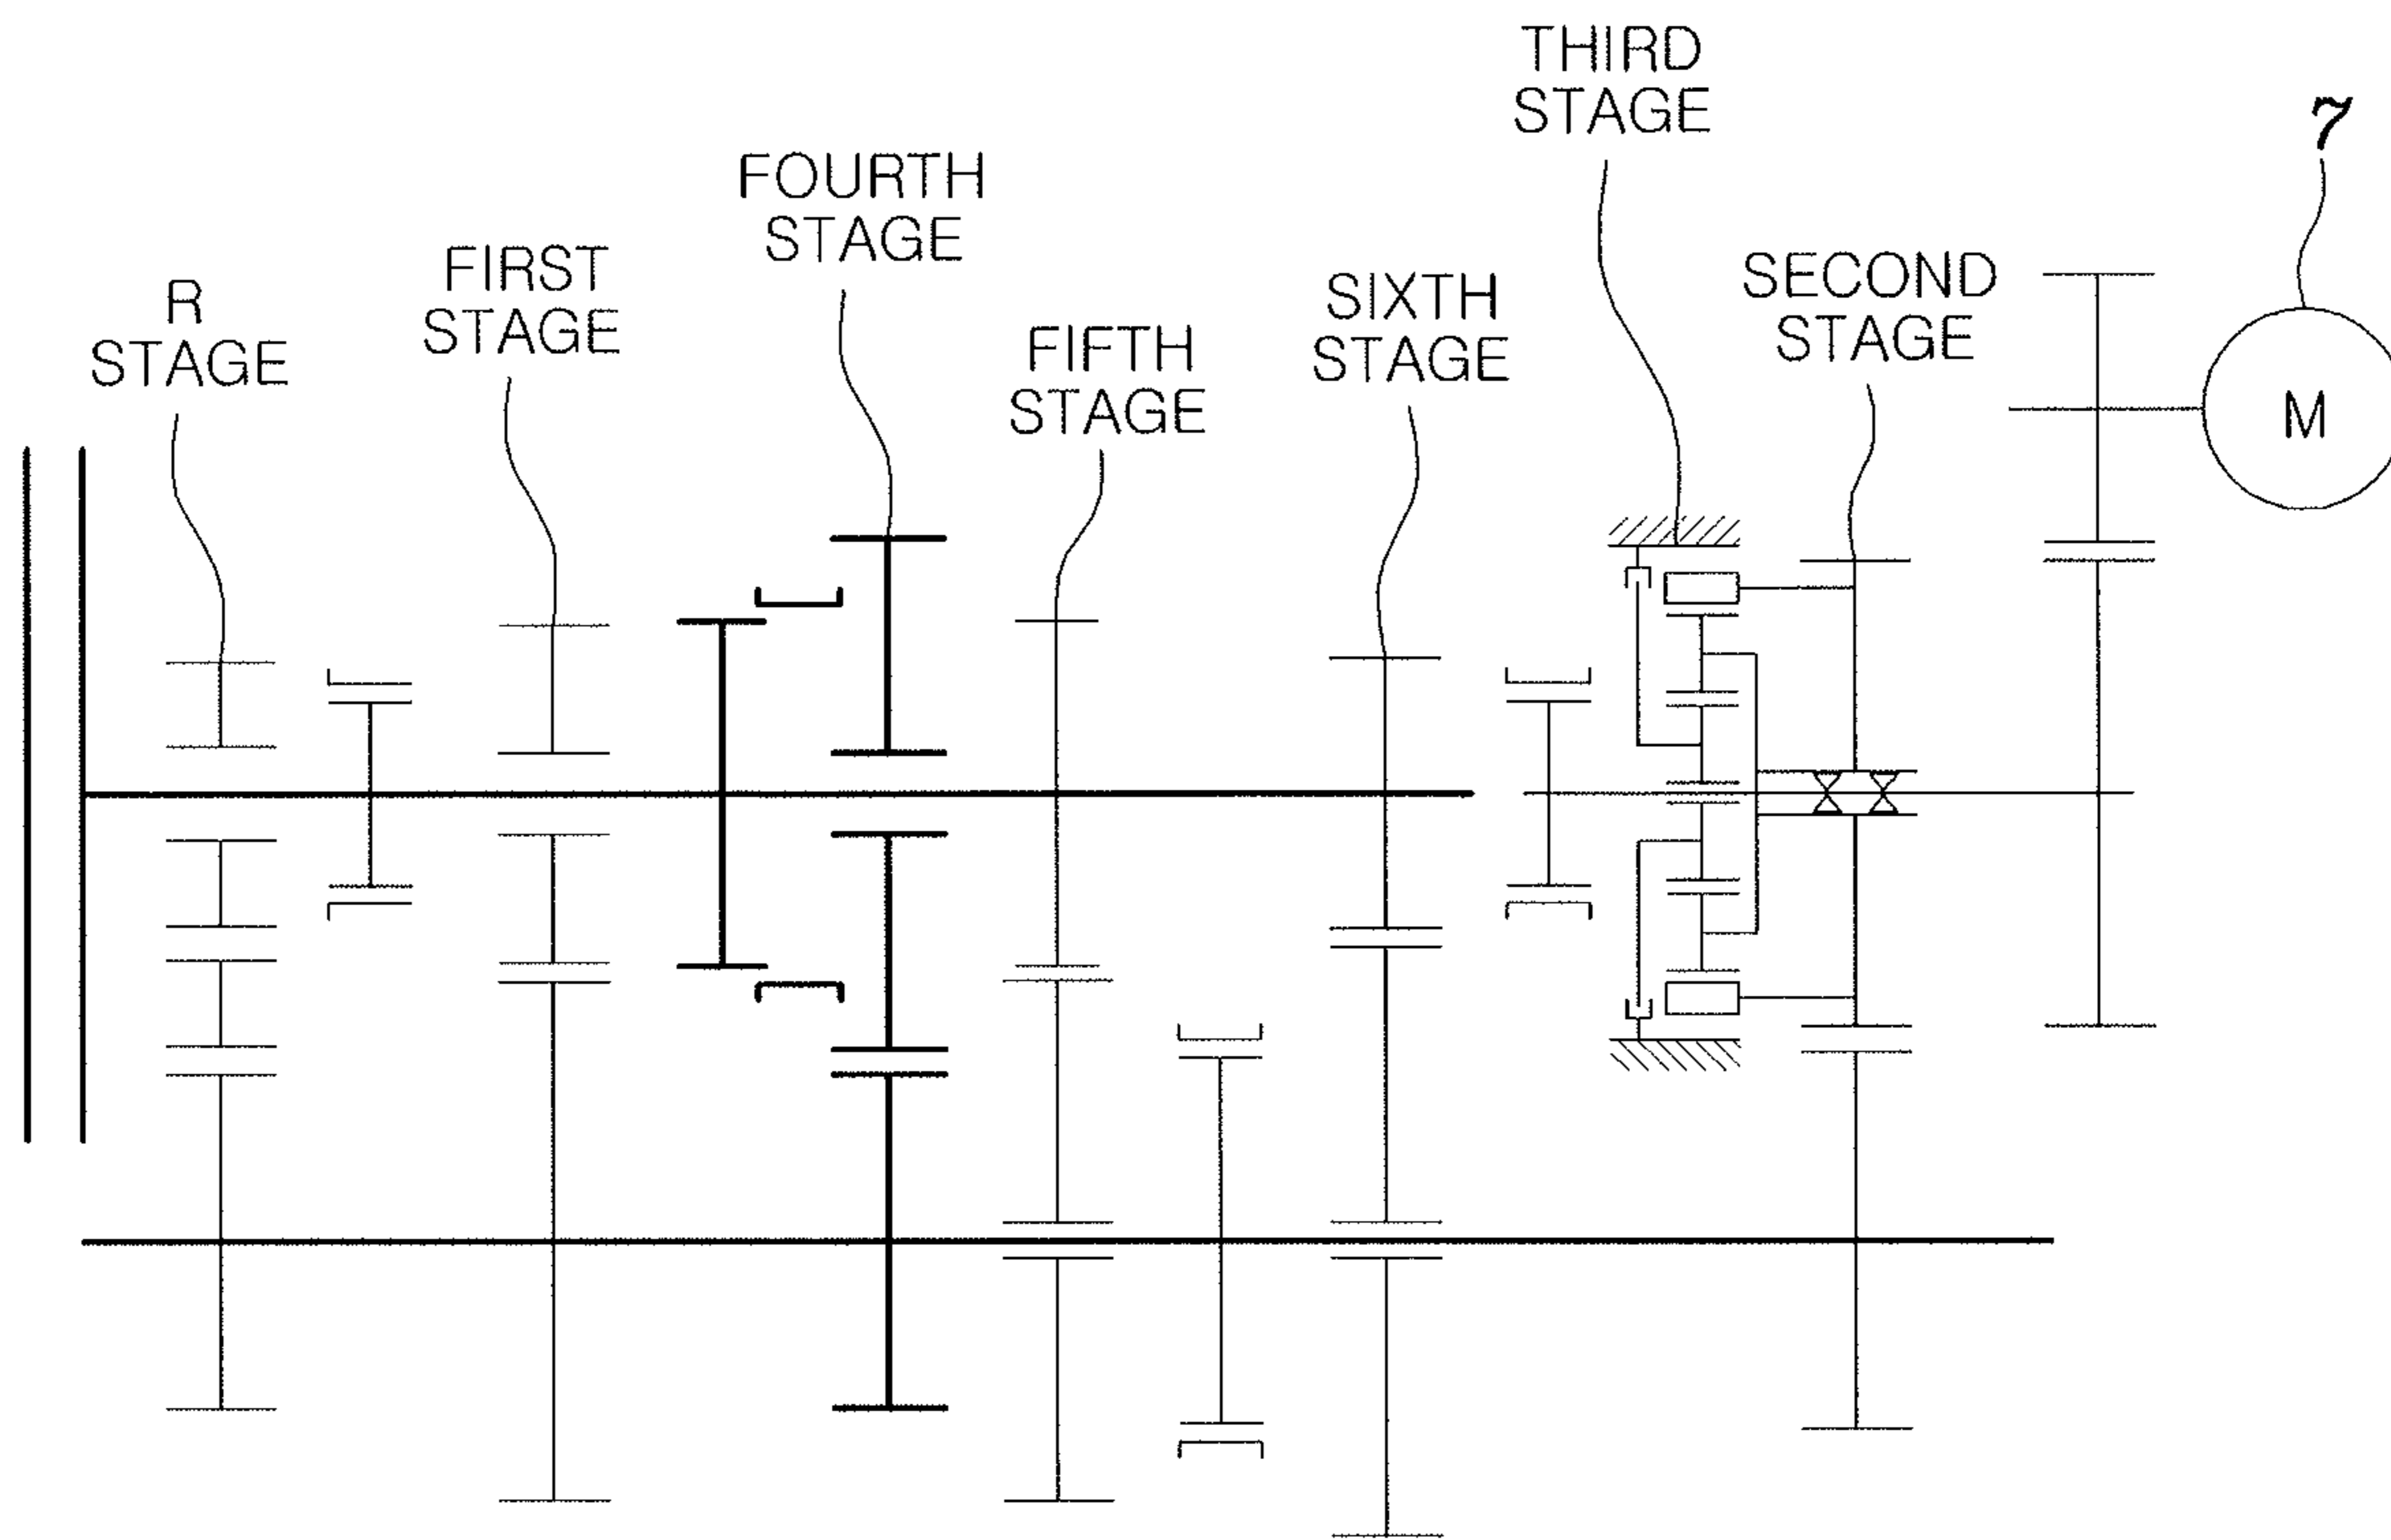 R
STAGE
FIRST
STAGE
FOURTH
STAGE
FIFTH
STAGE
SIXTH
STAGE
THIRD
STAGE
SECOND
STAGE
7
M